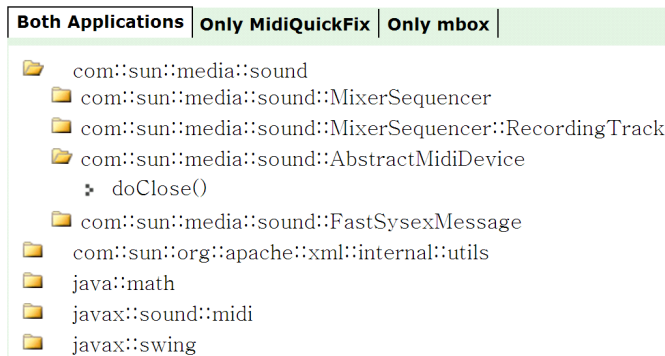 Both Applications Only MidiQuickFix Only mbox
com::sun::media::sound
com::sun::media::sound::MixerSequencer
com::sun::media::sound::MixerSequencer::RecordingTrack
com::sun::media::sound::AbstractMidiDevice
doClose()
com::sun::media::sound::FastSysexMessage
com::sun::org::apache::xml::internal::utils
java::math
javax::sound::midi
javax::swing